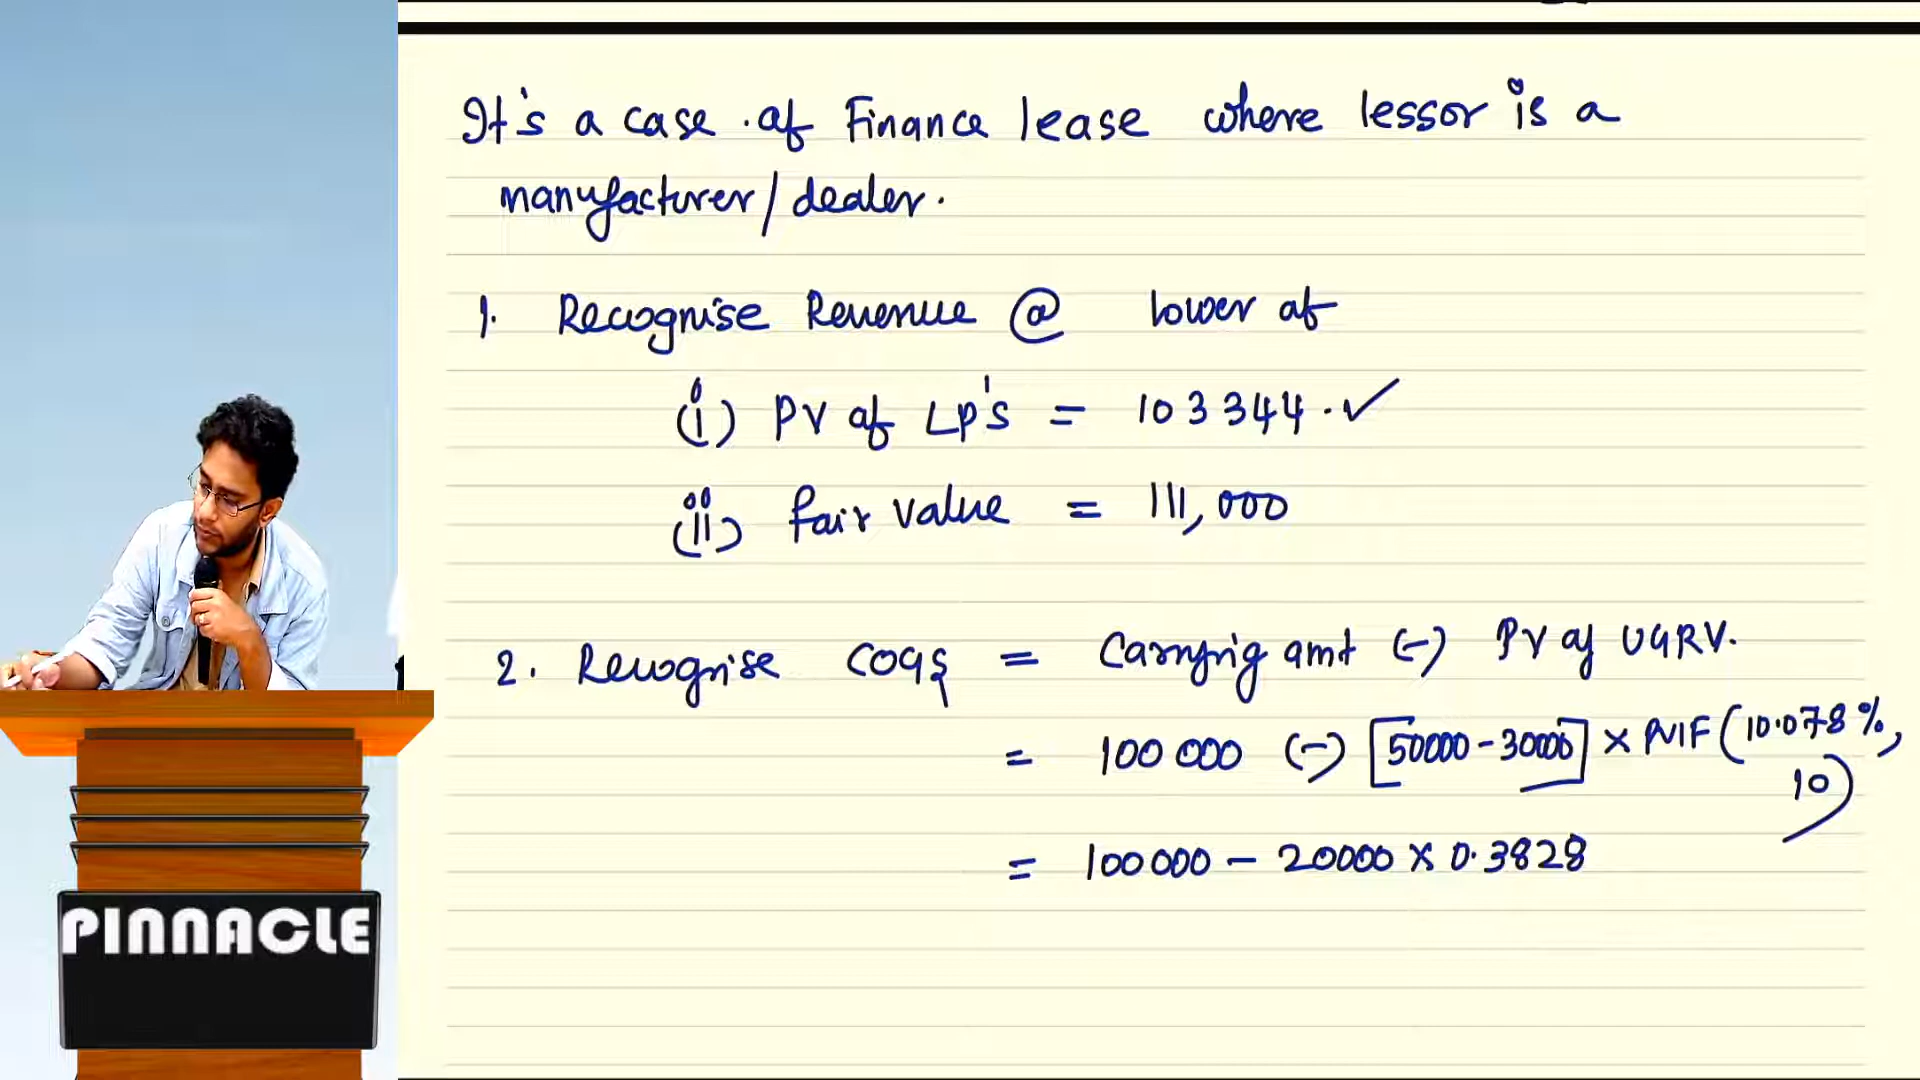 It's a case of Finance lease where lessor is a
manufacturer/dealer.
1. Recognise Revenue @ lower of
(i) PV of LP's = 103344. ✓
(ii) fair value = 111,000
2. Recognise COGS = Carrying amt (-) PV of UGRV.
= 100000 (-) [50000-30000] × PVIF (10.078%,
10)
= 100000 - 20000 × 0.3828
PINNACLE